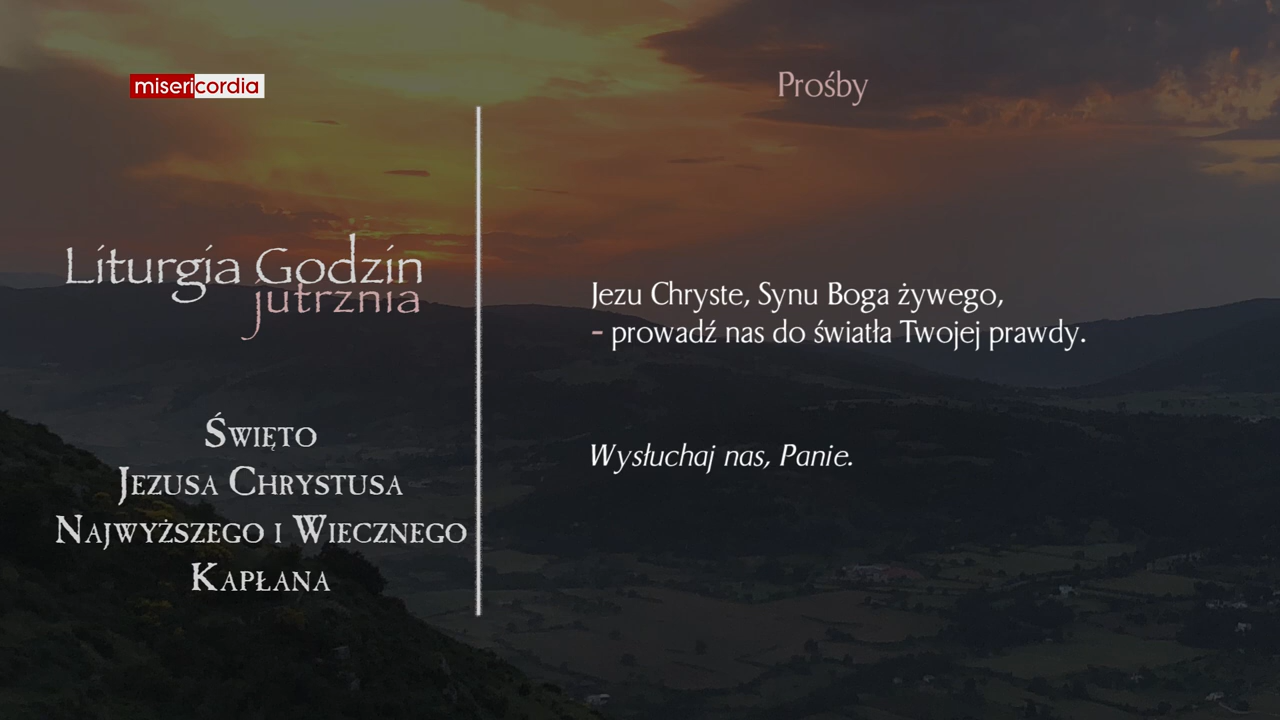 misericordia
Liturgia Godzin
jutrznia
Święto
Jezusa Chrystusa
Najwyższego i Wiecznego
Kapłana
Prośby
Jezu Chryste, Synu Boga żywego,
- prowadź nas do światła Twojej prawdy.
Wysłuchaj nas, Panie.